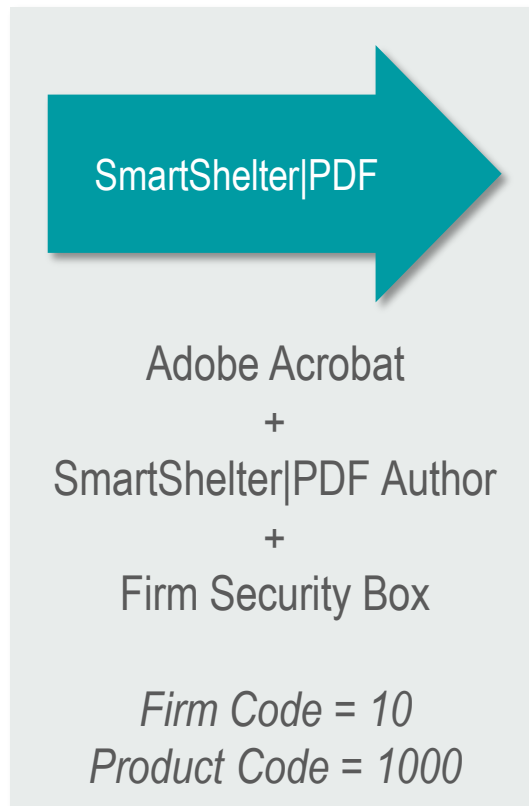 SmartShelter|PDF
Adobe Acrobat
+
SmartShelter|PDF Author
+
Firm Security Box
Firm Code = 10
Product Code = 1000